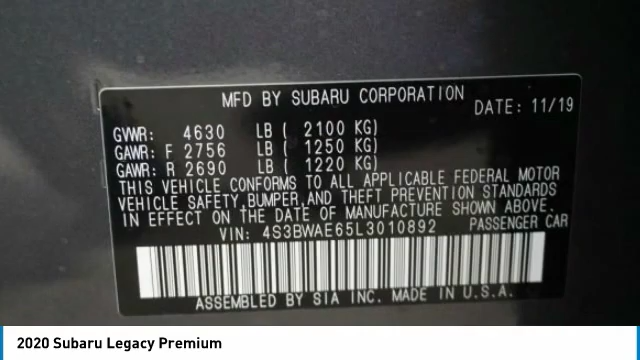 MFD BY SUBARU CORPORATION
DATE: 11/19
GVWR: 4630 LB ( 2100 KG)
GAWR: F 2756 LB ( 1250 KG)
GAWR: R 2690 LB ( 1220 KG)
THIS VEHICLE CONFORMS TO ALL APPLICABLE FEDERAL MOTOR
VEHICLE SAFETY, BUMPER, AND THEFT PREVENTION STANDARDS
IN EFFECT ON THE DATE OF MANUFACTURE SHOWN ABOVE.
VIN: 4S3BWAE65L3010892 PASSENGER CAR
ASSEMBLED BY SIA INC. MADE IN U.S.A.
2020 Subaru Legacy Premium